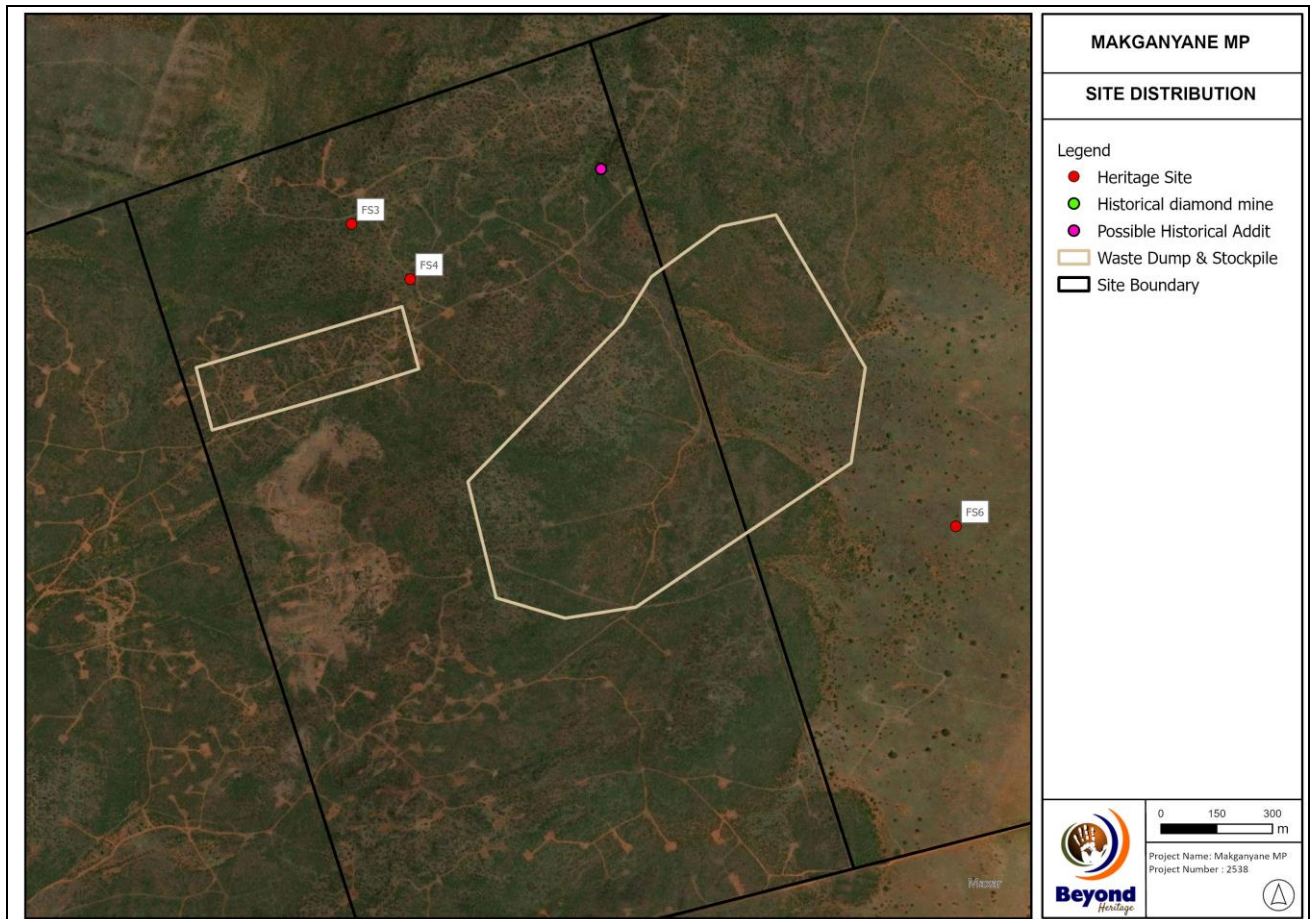 MAKGANYANE MP
SITE DISTRIBUTION
Legend
Heritage Site
Historical diamond mine
Possible Historical Addit
Waste Dump & Stockpile
Site Boundary
FS3
FS4
FS6
Maxar
0 150 300
m
Project Name: Makganyane MP
Project Number : 2538
Beyond
Heritage